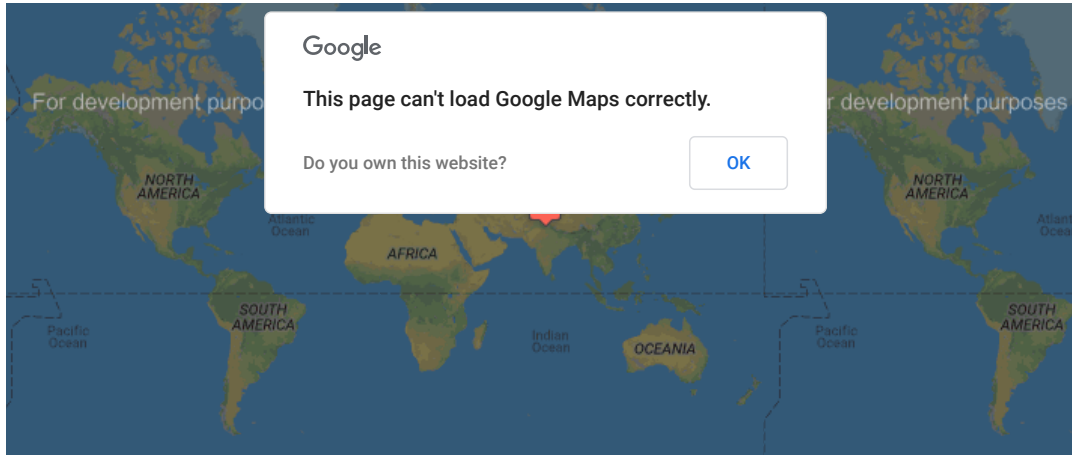 Google
This page can't load Google Maps correctly.
Do you own this website?
OK
For development purpo
r development purposes
NORTH
AMERICA
NORTH
AMERICA
Atlantic
Ocean
Atlant
Ocea
AFRICA
SOUTH
AMERICA
SOUTH
AMERICA
Pacific
Ocean
Indian
Ocean
OCEANIA
Pacific
Ocean